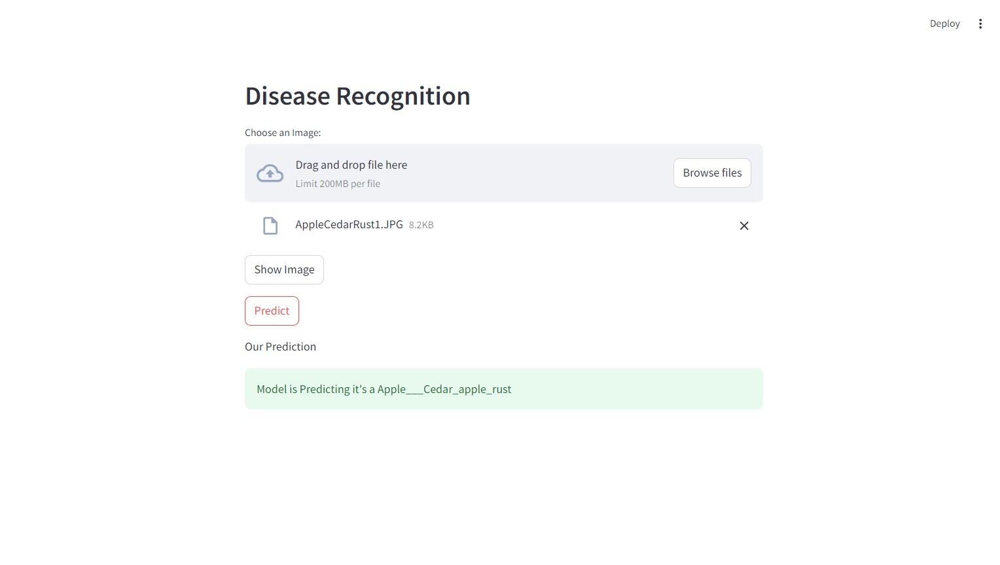 Deploy
Disease Recognition
Choose an Image:
Drag and drop file here
Limit 200MB per file
Browse files
AppleCedarRust1.JPG 8.2KB
Show Image
Predict
Our Prediction
Model is Predicting it's a Apple___Cedar_apple_rust